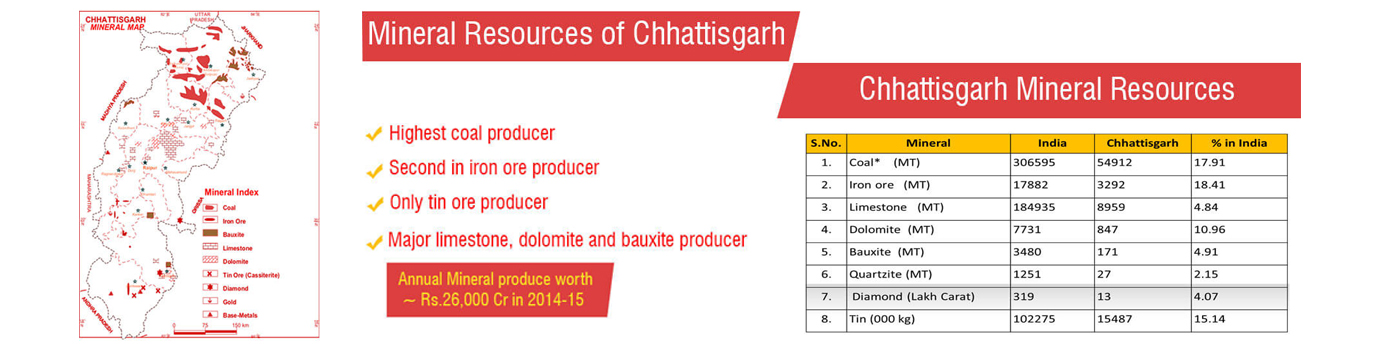 CHHATTISGARH
MINERAL MAP
UTTAR
PRADESH
JHARKHAND
MADHYA PRADESH
MAHARASHTRA
ORISSA
ANDHRA PRADESH
Mineral Index
Coal
Iron Ore
Bauxite
Limestone
Dolomite
Tin Ore (Cassiterite)
Diamond
Gold
Base-Metals
0 75 150 km
Mineral Resources of Chhattisgarh
Highest coal producer
Second in iron ore producer
Only tin ore producer
Major limestone, dolomite and bauxite producer
Annual Mineral produce worth
~ Rs.26,000 Cr in 2014-15
Chhattisgarh Mineral Resources
S.No. Mineral India Chhattisgarh % in India
1. Coal* (MT) 306595 54912 17.91
2. Iron ore (MT) 17882 3292 18.41
3. Limestone (MT) 184935 8959 4.84
4. Dolomite (MT) 7731 847 10.96
5. Bauxite (MT) 3480 171 4.91
6. Quartzite (MT) 1251 27 2.15
7. Diamond (Lakh Carat) 319 13 4.07
8. Tin (000 kg) 102275 15487 15.14